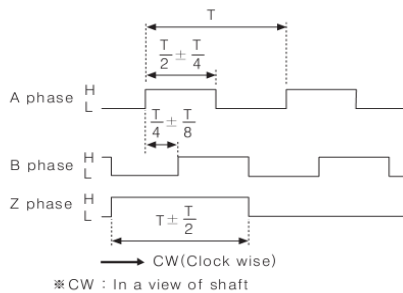 T
T/2 ± T/4
A phase H
L
T/4 ± T/8
B phase H
L
Z phase H
L
T ± T/2
CW(Clock wise)
※CW : In a view of shaft